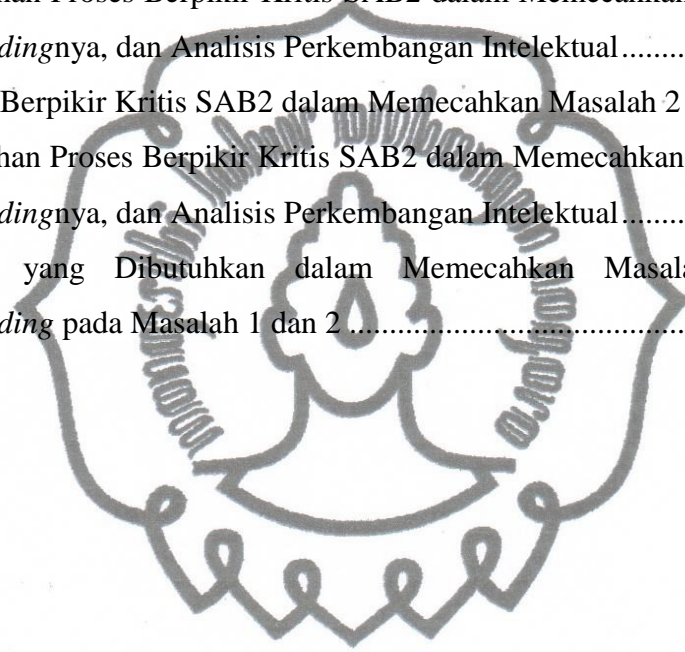 han Proses Berpikir Kritis SAB2 dalam Memecahkan
dingnya, dan Analisis Perkembangan Intelektual..........
Berpikir Kritis SAB2 dalam Memecahkan Masalah 2
han Proses Berpikir Kritis SAB2 dalam Memecahkan
dingnya, dan Analisis Perkembangan Intelektual..........
yang Dibutuhkan dalam Memecahkan Masala
ding pada Masalah 1 dan 2 ..........................................